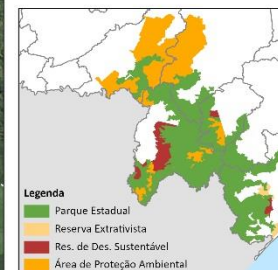 Legenda
Parque Estadual
Reserva Extrativista
Res. de Des. Sustentável
Área de Proteção Ambiental